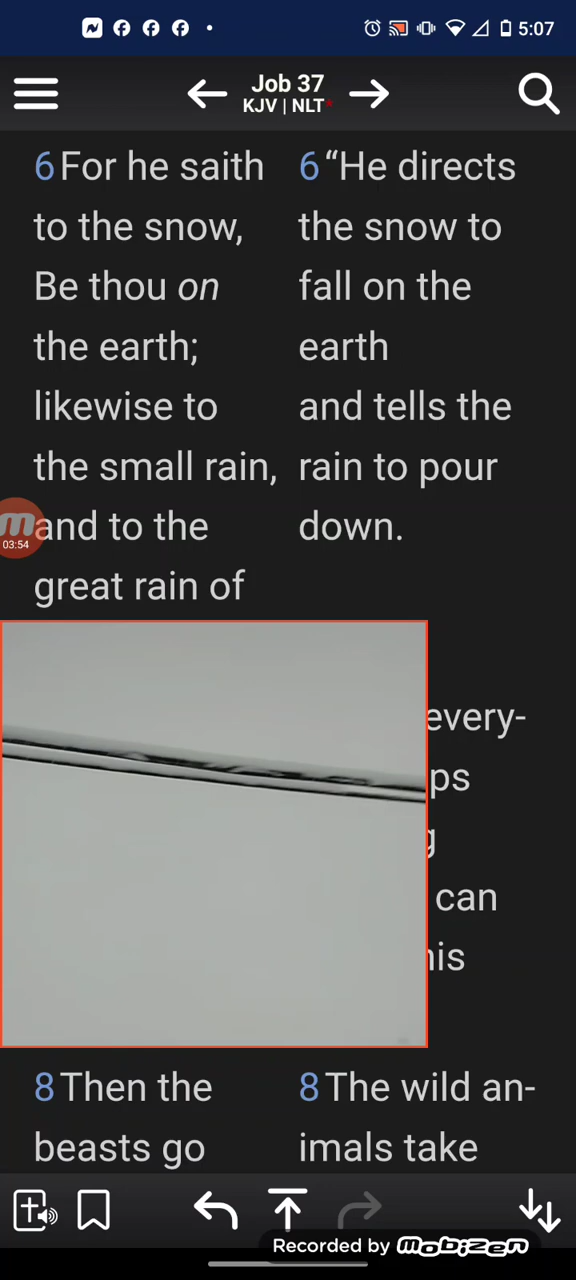 5:07
Job 37
KJV | NLT*
6 For he saith
to the snow,
Be thou on
the earth;
likewise to
the small rain,
and to the
great rain of
6 “He directs
the snow to
fall on the
earth
and tells the
rain to pour
down.
03:54
every-
can
8 Then the
beasts go
8 The wild an-
imals take
Recorded by mobizen